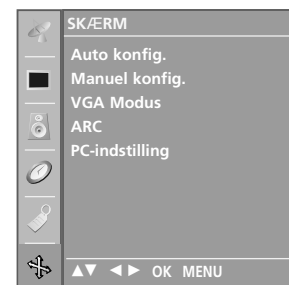 SKÆRM
Auto konfig.
Manuel konfig.
VGA Modus
ARC
PC-indstilling
▲▼ ◄► OK MENU